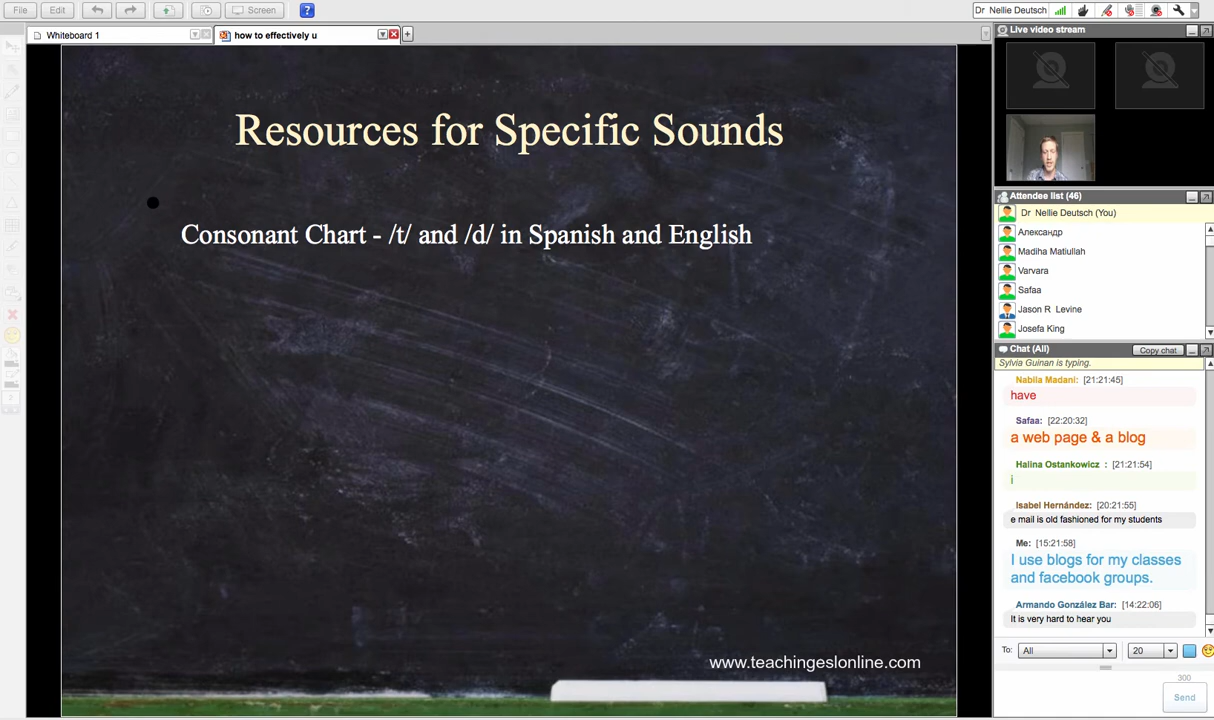 File
Edit
Screen
?
Dr Nellie Deutsch
Whiteboard 1
how to effectively u
Resources for Specific Sounds
Consonant Chart - /t/ and /d/ in Spanish and English
www.teachingeslonline.com
Live video stream
Attendee list (46)
Dr Nellie Deutsch (You)
Александр
Madiha Matiullah
Varvara
Safaa
Jason R Levine
Josefa King
Chat (All)
Copy chat
Sylvia Guinan is typing.
Nabila Madani: [21:21:45]
have
Safaa: [22:20:32]
a web page & a blog
Halina Ostankowicz : [21:21:54]
i
Isabel Hernández: [20:21:55]
e mail is old fashioned for my students
Me: [15:21:58]
I use blogs for my classes
and facebook groups.
Armando González Bar: [14:22:06]
It is very hard to hear you
To:
All
20
300
Send